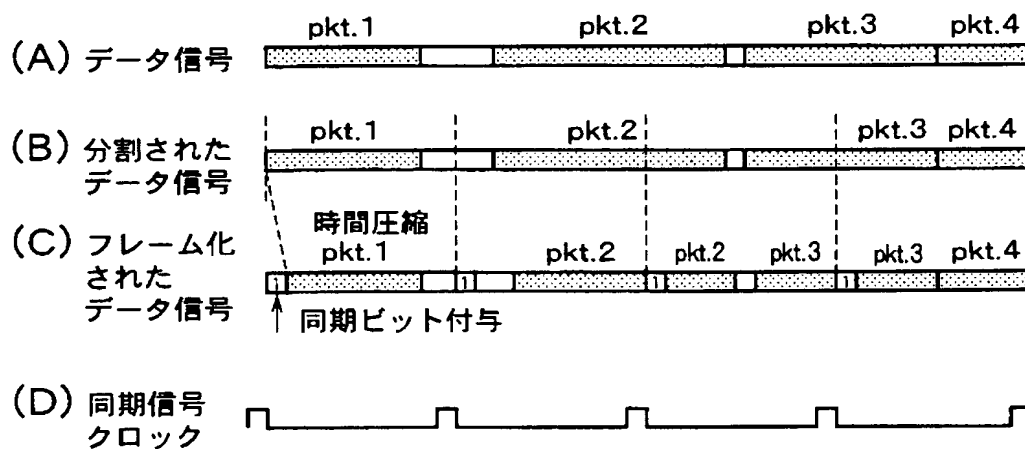 pkt.1 pkt.2 pkt.3 pkt.4
(A) データ信号
pkt.1 pkt.2 pkt.3 pkt.4
(B) 分割された
データ信号
時間圧縮
(C) フレーム化
された
データ信号
pkt.1 pkt.2 pkt.2 pkt.3 pkt.3 pkt.4
1 1 1 1
同期ビット付与
(D) 同期信号
クロック